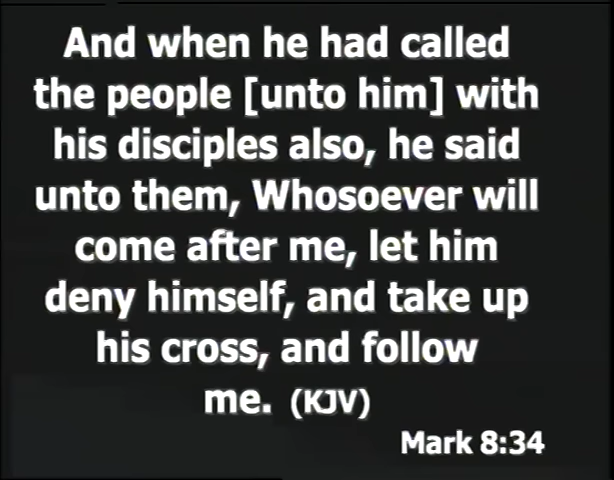 And when he had called
the people [unto him] with
his disciples also, he said
unto them, Whosoever will
come after me, let him
deny himself, and take up
his cross, and follow
me. (KJV)
Mark 8:34